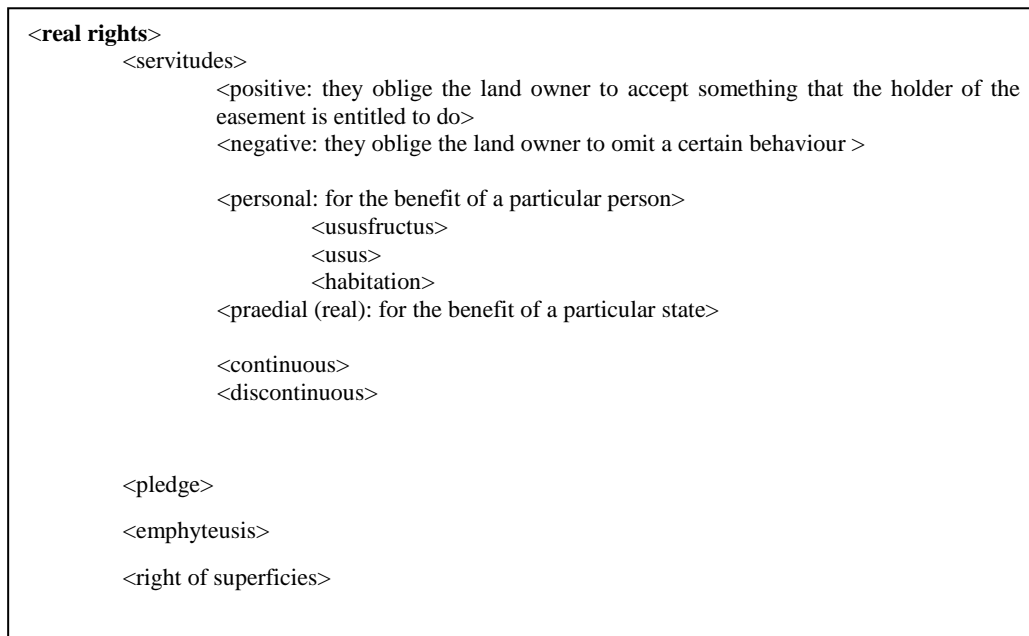 <real rights>
<servitudes>
<positive: they oblige the land owner to accept something that the holder of the
easement is entitled to do>
<negative: they oblige the land owner to omit a certain behaviour >
<personal: for the benefit of a particular person>
<ususfructus>
<usus>
<habitation>
<praedial (real): for the benefit of a particular state>
<continuous>
<discontinuous>
<pledge>
<emphyteusis>
<right of superficies>